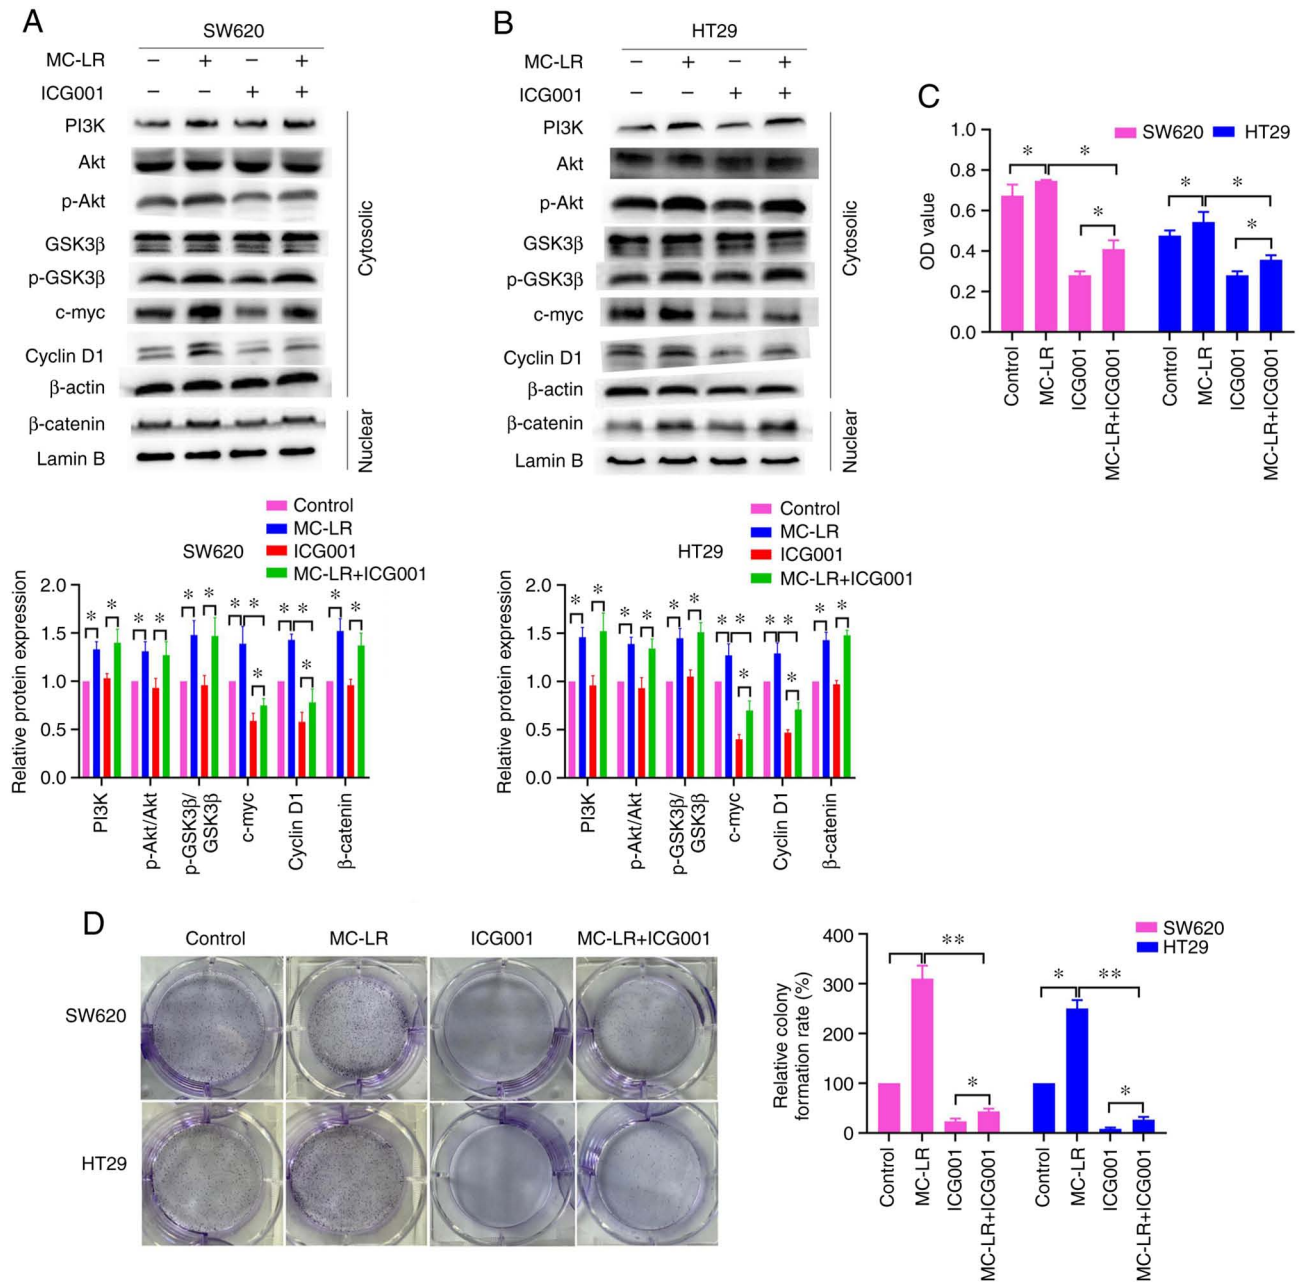 A
SW620
MC-LR − + − +
ICG001 − − + +
PI3K
Akt
p-Akt
GSK3β
p-GSK3β
c-myc
Cyclin D1
β-actin
β-catenin
Lamin B
Cytosolic
Nuclear
B
HT29
MC-LR − + − +
ICG001 − − + +
PI3K
Akt
p-Akt
GSK3β
p-GSK3β
c-myc
Cyclin D1
β-actin
β-catenin
Lamin B
Cytosolic
Nuclear
C
SW620 HT29
OD value
1.0
0.8
0.6
0.4
0.2
0.0
* * *
* * *
Control
MC-LR
ICG001
MC-LR+ICG001
Control
MC-LR
ICG001
MC-LR+ICG001
Control
MC-LR
ICG001
MC-LR+ICG001
SW620
Relative protein expression
2.0
1.5
1.0
0.5
0.0
* * * * * * * * * * * * * *
PI3K
p-Akt/Akt
p-GSK3β/
GSK3β
c-myc
Cyclin D1
β-catenin
Control
MC-LR
ICG001
MC-LR+ICG001
HT29
Relative protein expression
2.0
1.5
1.0
0.5
0.0
* * * * * * * * * * * * * *
PI3K
p-Akt/Akt
p-GSK3β/
GSK3β
c-myc
Cyclin D1
β-catenin
D
Control MC-LR ICG001 MC-LR+ICG001
SW620
HT29
SW620
HT29
Relative colony
formation rate (%)
400
300
200
100
0
** *
* ** *
Control
MC-LR
ICG001
MC-LR+ICG001
Control
MC-LR
ICG001
MC-LR+ICG001